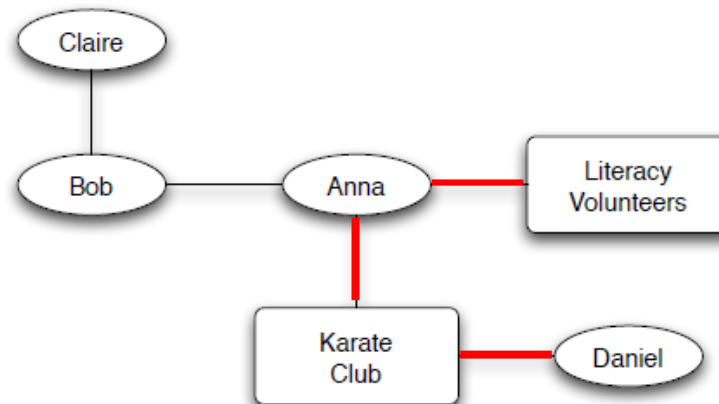 Claire
Bob
Anna
Literacy
Volunteers
Karate
Club
Daniel